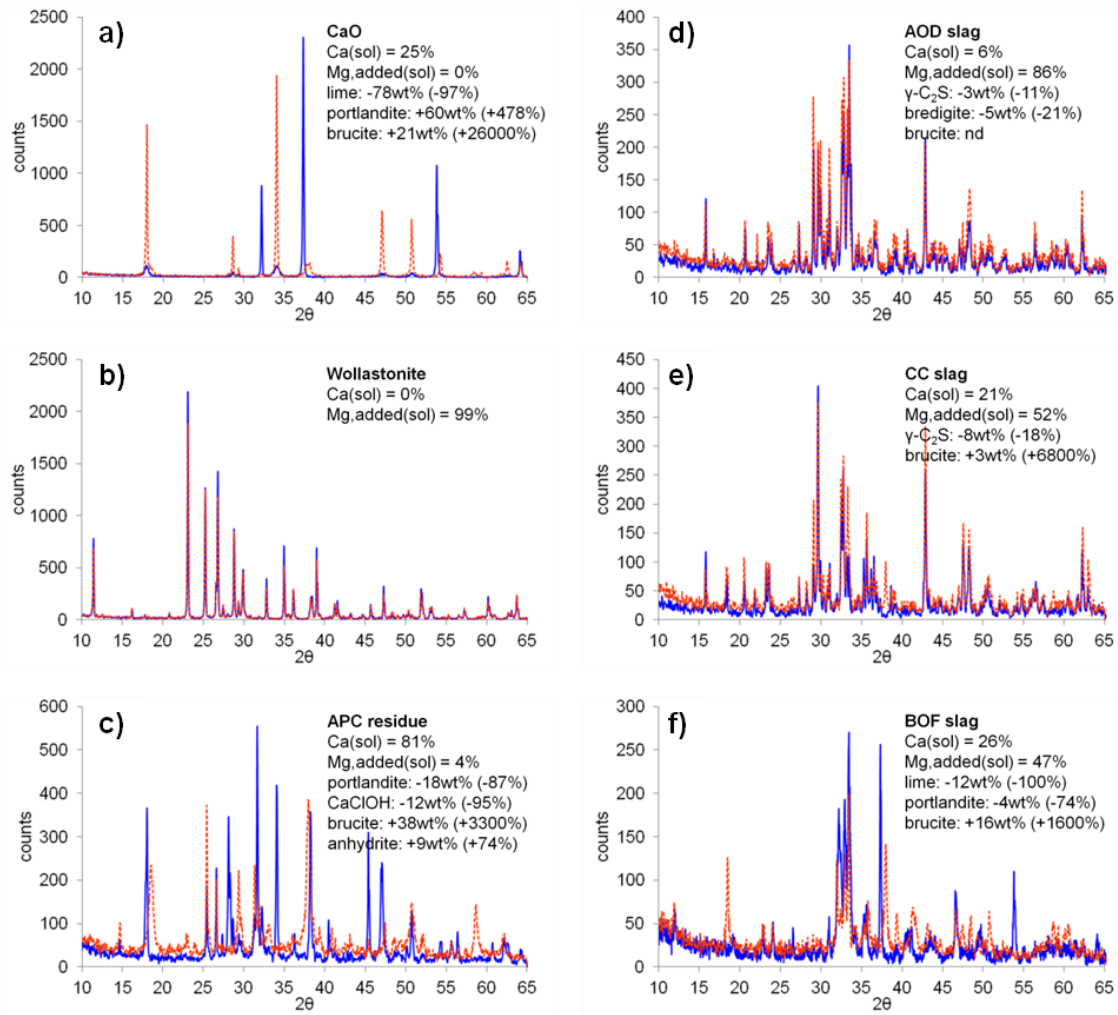 a)
CaO
Ca(sol) = 25%
Mg,added(sol) = 0%
lime: -78wt% (-97%)
portlandite: +60wt% (+478%)
brucite: +21wt% (+26000%)
counts
2500
2000
1500
1000
500
0
10 15 20 25 30 35 40 45 50 55 60 65
2θ
b)
Wollastonite
Ca(sol) = 0%
Mg,added(sol) = 99%
counts
2500
2000
1500
1000
500
0
10 15 20 25 30 35 40 45 50 55 60 65
2θ
c)
APC residue
Ca(sol) = 81%
Mg,added(sol) = 4%
portlandite: -18wt% (-87%)
CaClOH: -12wt% (-95%)
brucite: +38wt% (+3300%)
anhydrite: +9wt% (+74%)
counts
600
500
400
300
200
100
0
10 15 20 25 30 35 40 45 50 55 60 65
2θ
d)
AOD slag
Ca(sol) = 6%
Mg,added(sol) = 86%
γ-C₂S: -3wt% (-11%)
bredigite: -5wt% (-21%)
brucite: nd
counts
400
350
300
250
200
150
100
50
0
10 15 20 25 30 35 40 45 50 55 60 65
2θ
e)
CC slag
Ca(sol) = 21%
Mg,added(sol) = 52%
γ-C₂S: -8wt% (-18%)
brucite: +3wt% (+6800%)
counts
450
400
350
300
250
200
150
100
50
0
10 15 20 25 30 35 40 45 50 55 60 65
2θ
f)
BOF slag
Ca(sol) = 26%
Mg,added(sol) = 47%
lime: -12wt% (-100%)
portlandite: -4wt% (-74%)
brucite: +16wt% (+1600%)
counts
300
250
200
150
100
50
0
10 15 20 25 30 35 40 45 50 55 60 65
2θ